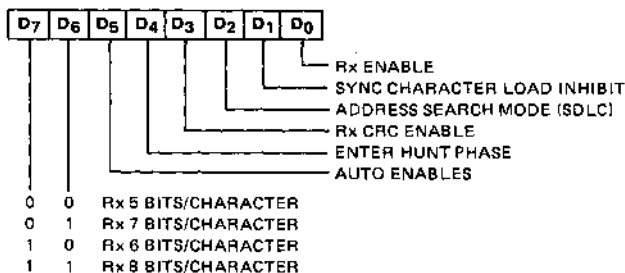 D7 D6 D5 D4 D3 D2 D1 D0
Rx ENABLE
SYNC CHARACTER LOAD INHIBIT
ADDRESS SEARCH MODE (SDLC)
Rx CRC ENABLE
ENTER HUNT PHASE
AUTO ENABLES
0 0 Rx 5 BITS/CHARACTER
0 1 Rx 7 BITS/CHARACTER
1 0 Rx 6 BITS/CHARACTER
1 1 Rx 8 BITS/CHARACTER